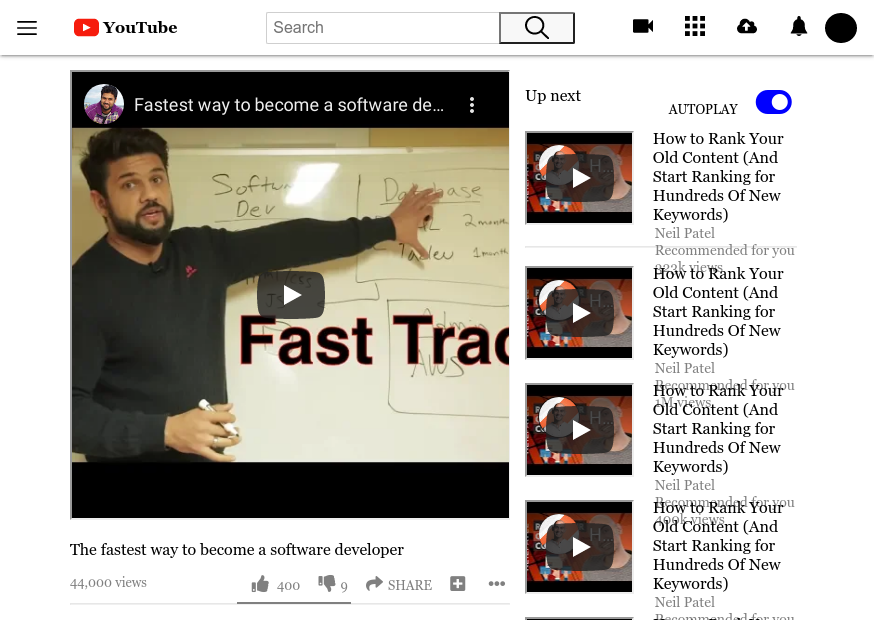 YouTube
Search
Fastest way to become a software de...
Softw
Dev
Database
2 month
1 month
Fast Trac
Admin
AWS
The fastest way to become a software developer
44,000 views
400
9
SHARE
Up next
AUTOPLAY
How to Rank Your
Old Content (And
Start Ranking for
Hundreds Of New
Keywords)
Neil Patel
Recommended for you
H...
How to Rank Your
Old Content (And
Start Ranking for
Hundreds Of New
Keywords)
Neil Patel
Recommended for you
1M views
H...
How to Rank Your
Old Content (And
Start Ranking for
Hundreds Of New
Keywords)
Neil Patel
Recommended for you
400k views
H...
How to Rank Your
Old Content (And
Start Ranking for
Hundreds Of New
Keywords)
Neil Patel
Recommended for you
H...